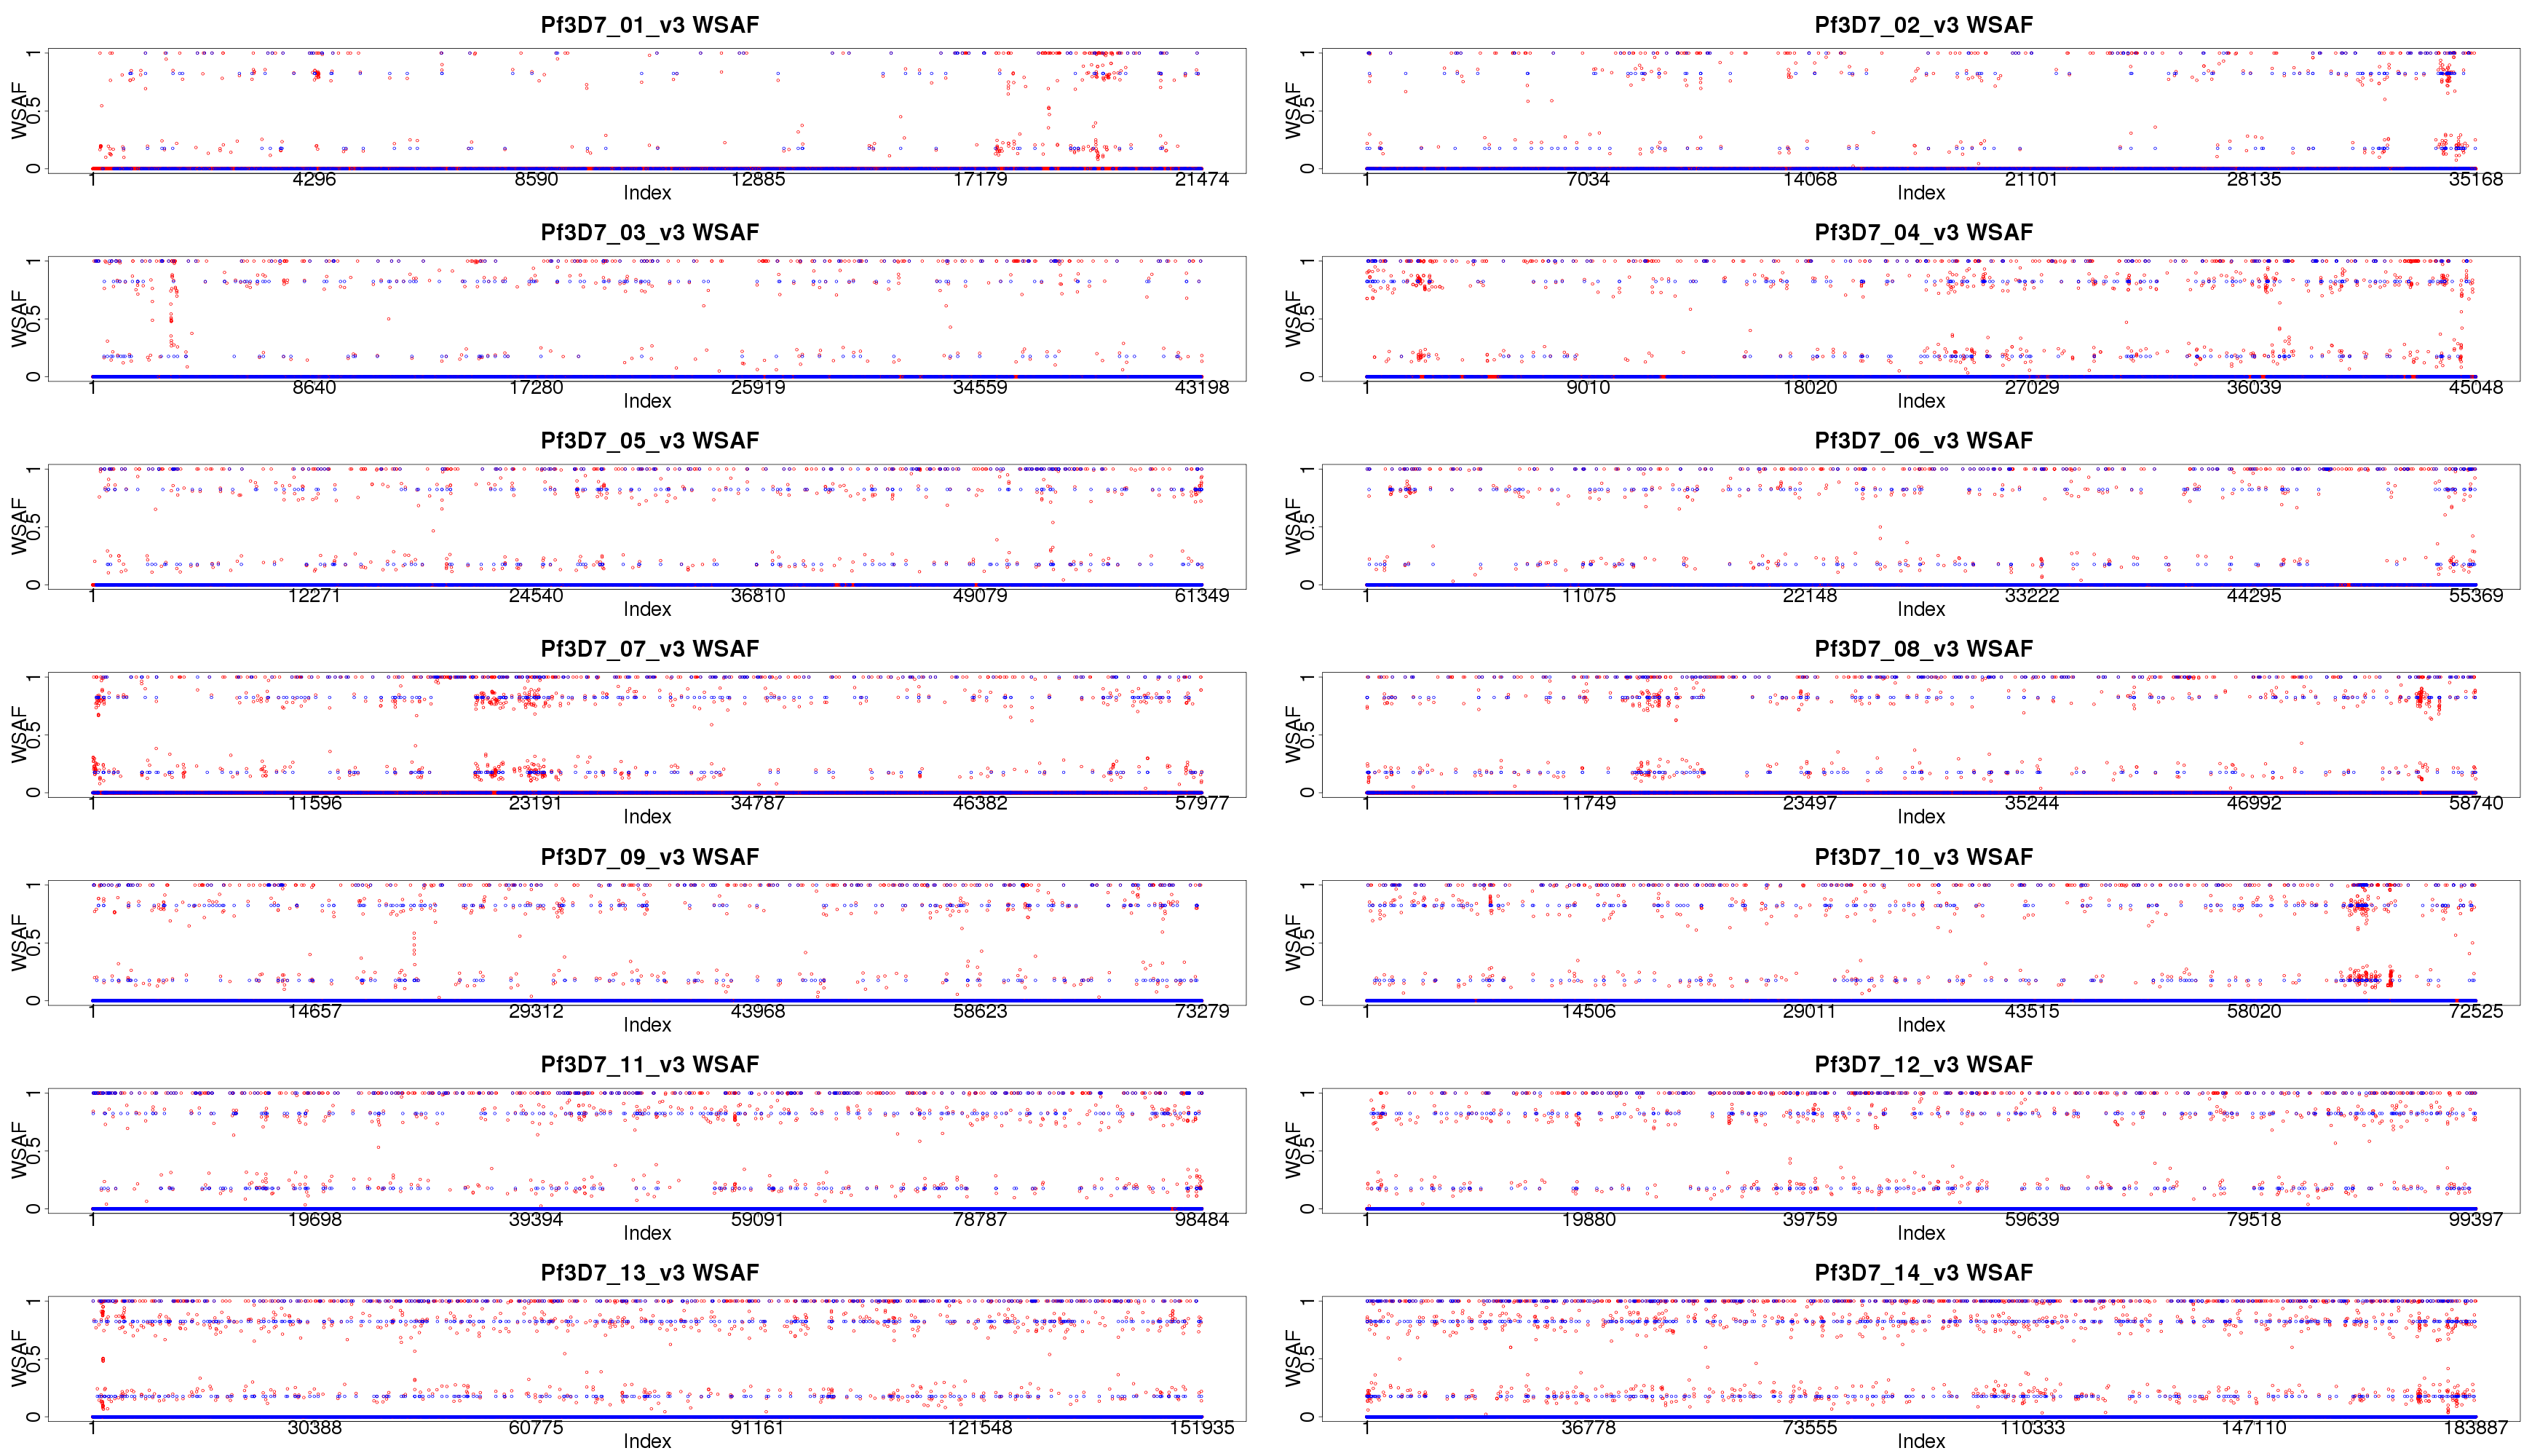 Pf3D7_01_v3 WSAF
WSAF
0 0.5 1
1 4296 8590 12885 17179 21474
Index
Pf3D7_02_v3 WSAF
WSAF
0 0.5 1
1 7034 14068 21101 28135 35168
Index
Pf3D7_03_v3 WSAF
WSAF
0 0.5 1
1 8640 17280 25919 34559 43198
Index
Pf3D7_04_v3 WSAF
WSAF
0 0.5 1
1 9010 18020 27029 36039 45048
Index
Pf3D7_05_v3 WSAF
WSAF
0 0.5 1
1 12271 24540 36810 49079 61349
Index
Pf3D7_06_v3 WSAF
WSAF
0 0.5 1
1 11075 22148 33222 44295 55369
Index
Pf3D7_07_v3 WSAF
WSAF
0 0.5 1
1 11596 23191 34787 46382 57977
Index
Pf3D7_08_v3 WSAF
WSAF
0 0.5 1
1 11749 23497 35244 46992 58740
Index
Pf3D7_09_v3 WSAF
WSAF
0 0.5 1
1 14657 29312 43968 58623 73279
Index
Pf3D7_10_v3 WSAF
WSAF
0 0.5 1
1 14506 29011 43515 58020 72525
Index
Pf3D7_11_v3 WSAF
WSAF
0 0.5 1
1 19698 39394 59091 78787 98484
Index
Pf3D7_12_v3 WSAF
WSAF
0 0.5 1
1 19880 39759 59639 79518 99397
Index
Pf3D7_13_v3 WSAF
WSAF
0 0.5 1
1 30388 60775 91161 121548 151935
Index
Pf3D7_14_v3 WSAF
WSAF
0 0.5 1
1 36778 73555 110333 147110 183887
Index